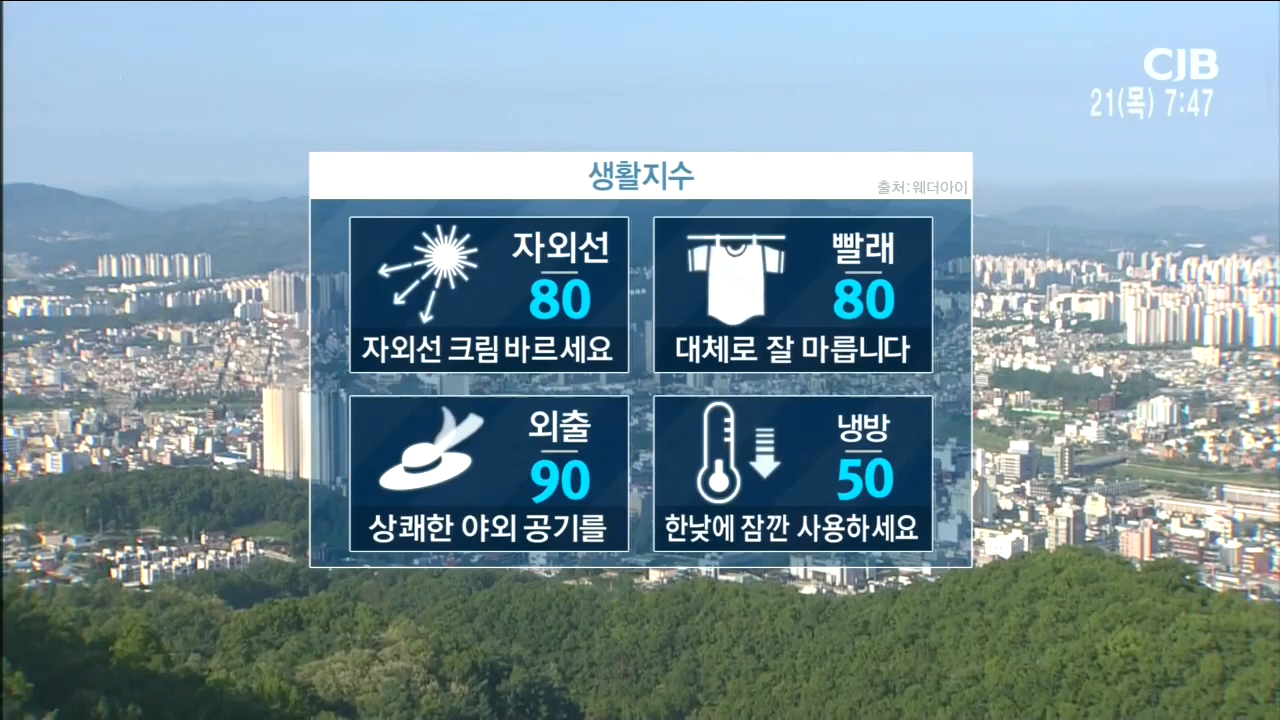 CJB
21(목) 7:47
생활지수
출처:웨더아이
자외선
80
자외선 크림 바르세요
빨래
80
대체로 잘 마릅니다
외출
90
상쾌한 야외 공기를
냉방
50
한낮에 잠깐 사용하세요